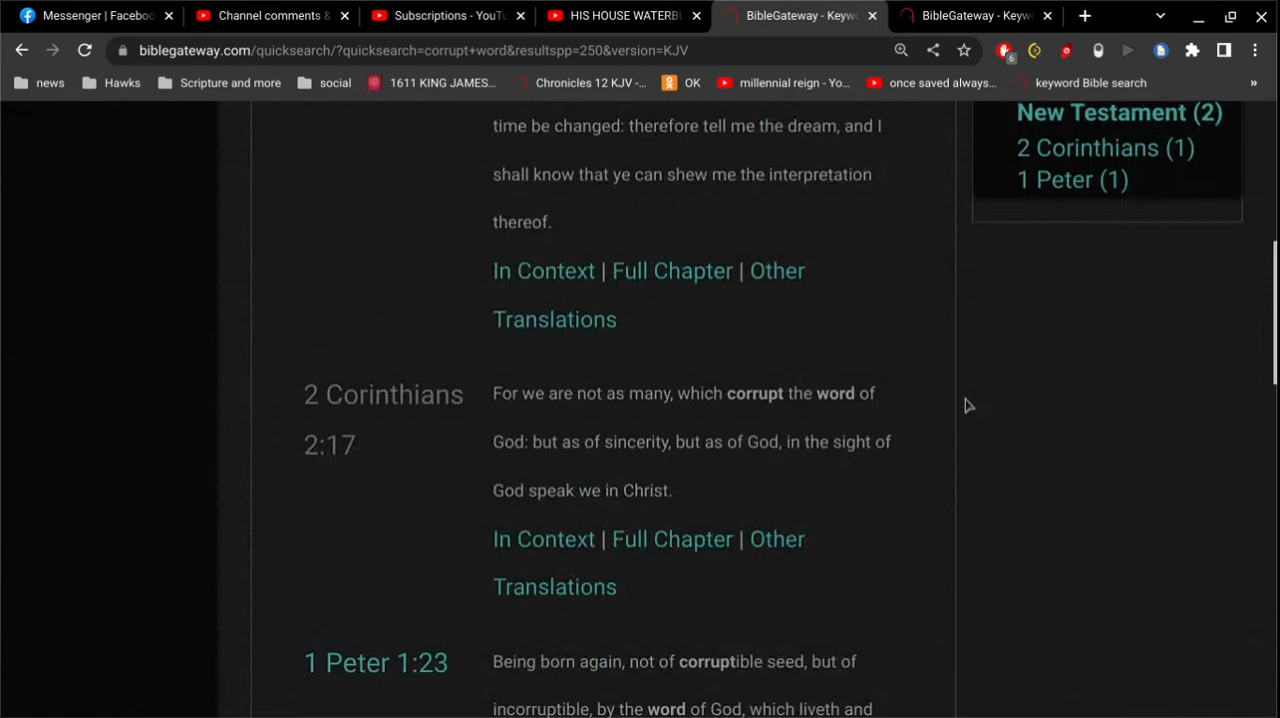 Messenger | Faceboo
Channel comments &
Subscriptions - YouTu
HIS HOUSE WATERBU
BibleGateway - Keywo
BibleGateway - Keyw
biblegateway.com/quicksearch/?quicksearch=corrupt+word&resultspp=250&version=KJV
6
news
Hawks
Scripture and more
social
1611 KING JAMES...
Chronicles 12 KJV -...
OK
millennial reign - Yo...
once saved always...
keyword Bible search
»
New Testament (2)
2 Corinthians (1)
1 Peter (1)
time be changed: therefore tell me the dream, and I
shall know that ye can shew me the interpretation
thereof.
In Context | Full Chapter | Other
Translations
2 Corinthians
2:17
For we are not as many, which corrupt the word of
God: but as of sincerity, but as of God, in the sight of
God speak we in Christ.
In Context | Full Chapter | Other
Translations
1 Peter 1:23
Being born again, not of corruptible seed, but of
incorruptible, by the word of God, which liveth and